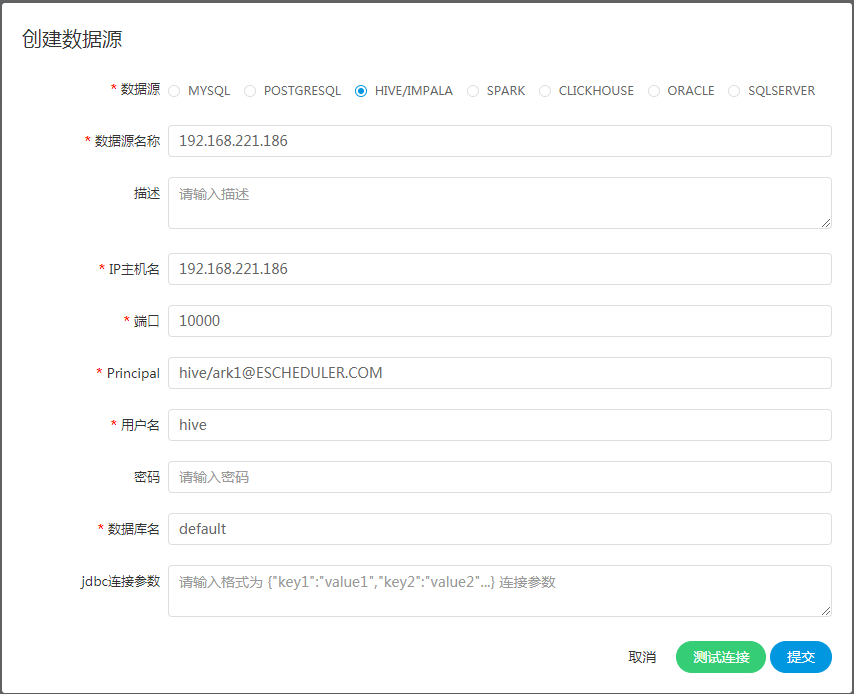 创建数据源
* 数据源 MYSQL POSTGRESQL HIVE/IMPALA SPARK CLICKHOUSE ORACLE SQLSERVER
* 数据源名称 192.168.221.186
描述 请输入描述
* IP主机名 192.168.221.186
* 端口 10000
* Principal hive/ark1@ESCHEDULER.COM
* 用户名 hive
密码 请输入密码
* 数据库名 default
jdbc连接参数 请输入格式为 {"key1":"value1","key2":"value2"...} 连接参数
取消 测试连接 提交